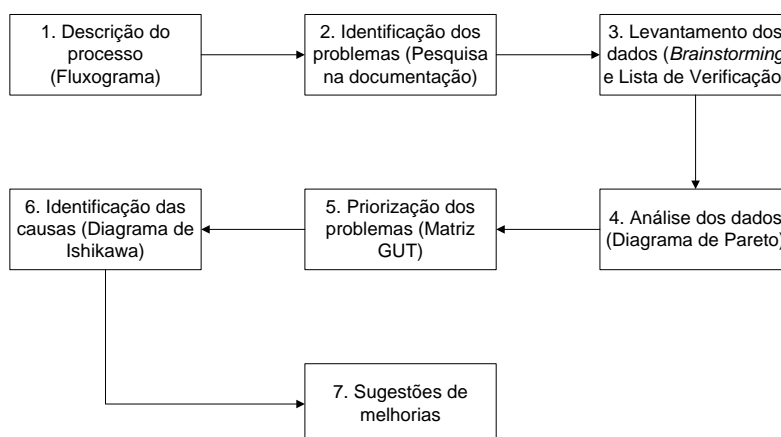 1. Descrição do
processo
(Fluxograma)
2. Identificação dos
problemas (Pesquisa
na documentação)
3. Levantamento dos
dados (Brainstorming
e Lista de Verificação
4. Análise dos dados
(Diagrama de Pareto)
5. Priorização dos
problemas (Matriz
GUT)
6. Identificação das
causas (Diagrama de
Ishikawa)
7. Sugestões de
melhorias